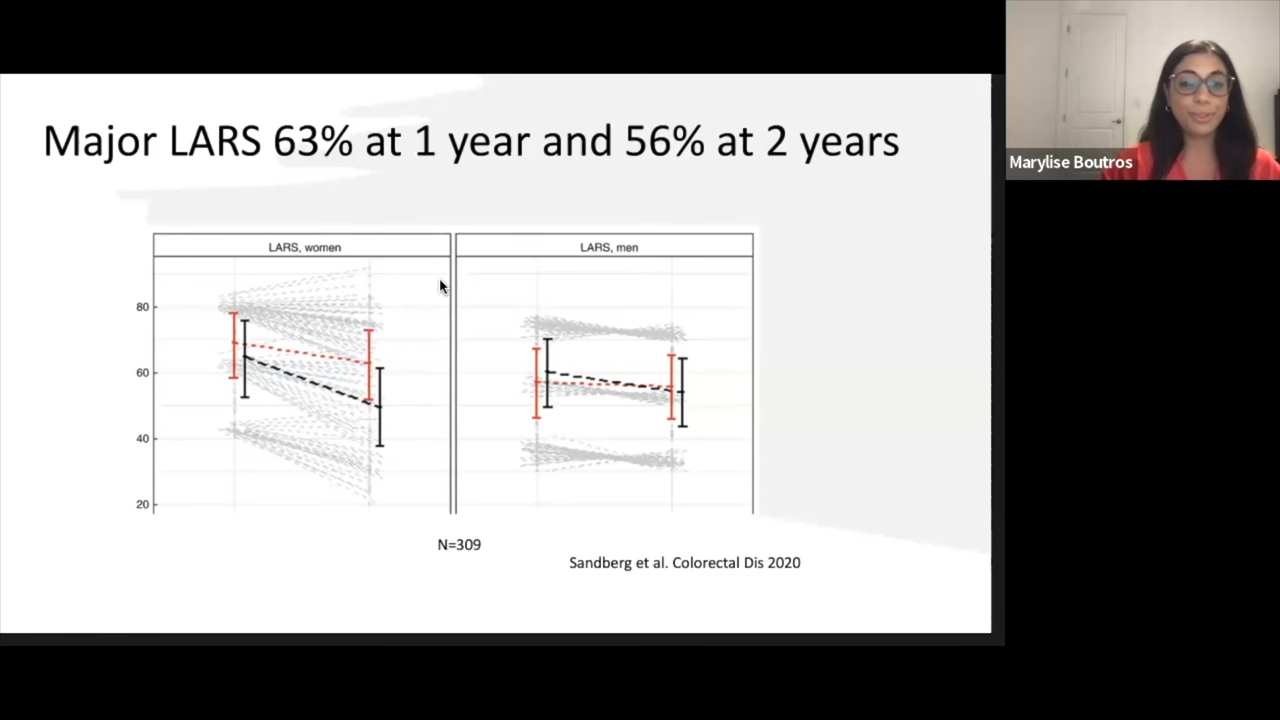 Major LARS 63% at 1 year and 56% at 2 years
Marylise Boutros
LARS, women
LARS, men
80
60
40
20
N=309
Sandberg et al. Colorectal Dis 2020